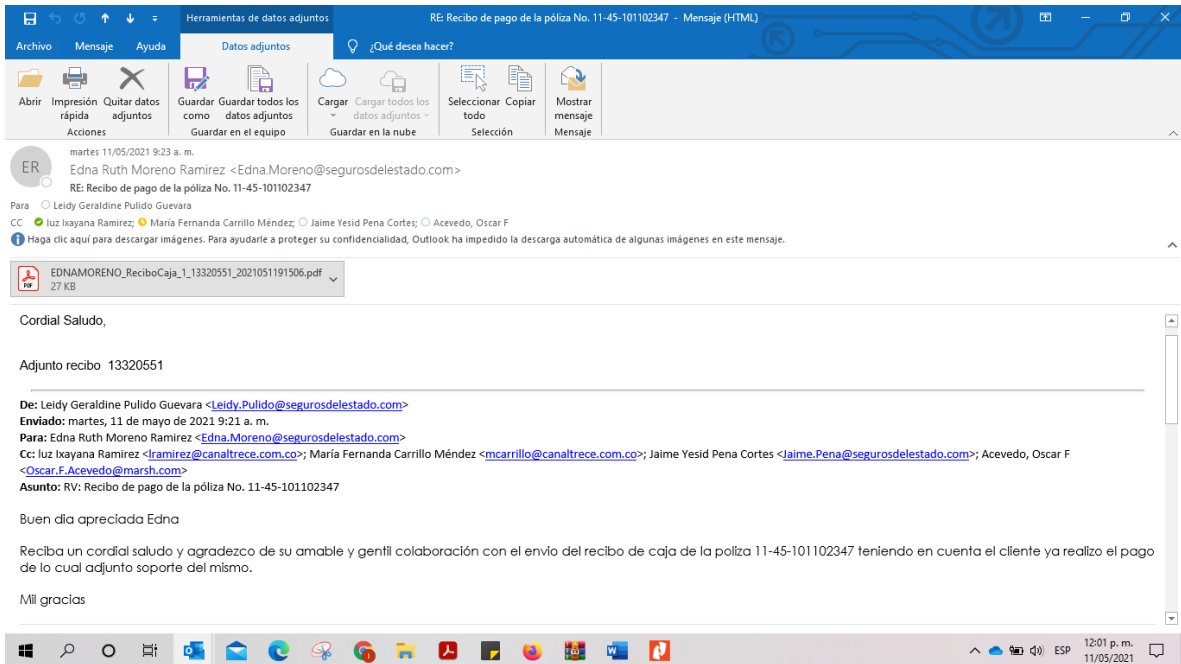 Herramientas de datos adjuntos
RE: Recibo de pago de la póliza No. 11-45-101102347 - Mensaje (HTML)
Archivo Mensaje Ayuda Datos adjuntos ¿Qué desea hacer?
Abrir Impresión rápida Quitar datos adjuntos
Acciones
Guardar como Guardar todos los datos adjuntos
Guardar en el equipo
Cargar Cargar todos los datos adjuntos
Guardar en la nube
Seleccionar todo Copiar
Selección
Mostrar mensaje
Mensaje
martes 11/05/2021 9:23 a. m.
ER
Edna Ruth Moreno Ramirez <Edna.Moreno@segurosdelestado.com>
RE: Recibo de pago de la póliza No. 11-45-101102347
Para Leidy Geraldine Pulido Guevara
CC luz Ixayana Ramirez; María Fernanda Carrillo Méndez; Jaime Yesid Pena Cortes; Acevedo, Oscar F
Haga clic aquí para descargar imágenes. Para ayudarle a proteger su confidencialidad, Outlook ha impedido la descarga automática de algunas imágenes en este mensaje.
EDNAMORENO_ReciboCaja_1_13320551_2021051191506.pdf
27 KB
PDF
Cordial Saludo,
Adjunto recibo 13320551
De: Leidy Geraldine Pulido Guevara <Leidy.Pulido@segurosdelestado.com>
Enviado: martes, 11 de mayo de 2021 9:21 a. m.
Para: Edna Ruth Moreno Ramirez <Edna.Moreno@segurosdelestado.com>
Cc: luz Ixayana Ramirez <lramirez@canaltrece.com.co>; María Fernanda Carrillo Méndez <mcarrillo@canaltrece.com.co>; Jaime Yesid Pena Cortes <Jaime.Pena@segurosdelestado.com>; Acevedo, Oscar F
<Oscar.F.Acevedo@marsh.com>
Asunto: RV: Recibo de pago de la póliza No. 11-45-101102347
Buen dia apreciada Edna
Reciba un cordial saludo y agradezco de su amable y gentil colaboración con el envio del recibo de caja de la poliza 11-45-101102347 teniendo en cuenta el cliente ya realizo el pago
de lo cual adjunto soporte del mismo.
Mil gracias
ESP
12:01 p. m.
11/05/2021